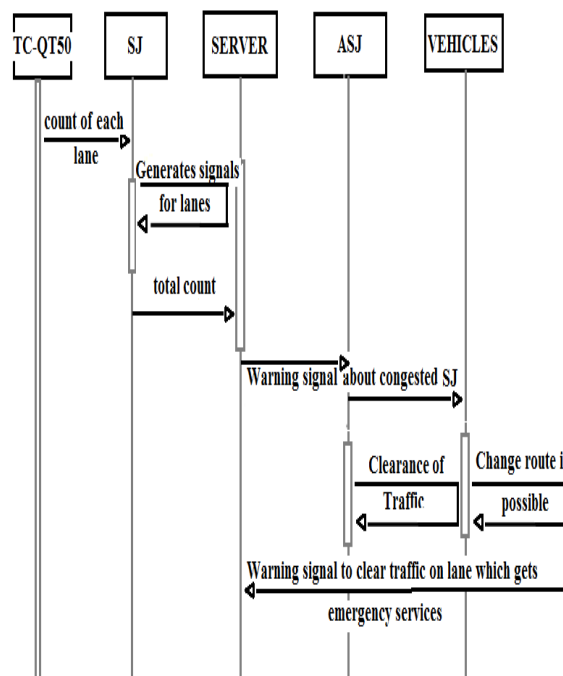 TC-QT50
SJ
SERVER
ASJ
VEHICLES
count of each
lane
Generates signals
for lanes
total count
Warning signal about congested SJ
Clearance of
Traffic
Change route i
possible
Warning signal to clear traffic on lane which gets
emergency services